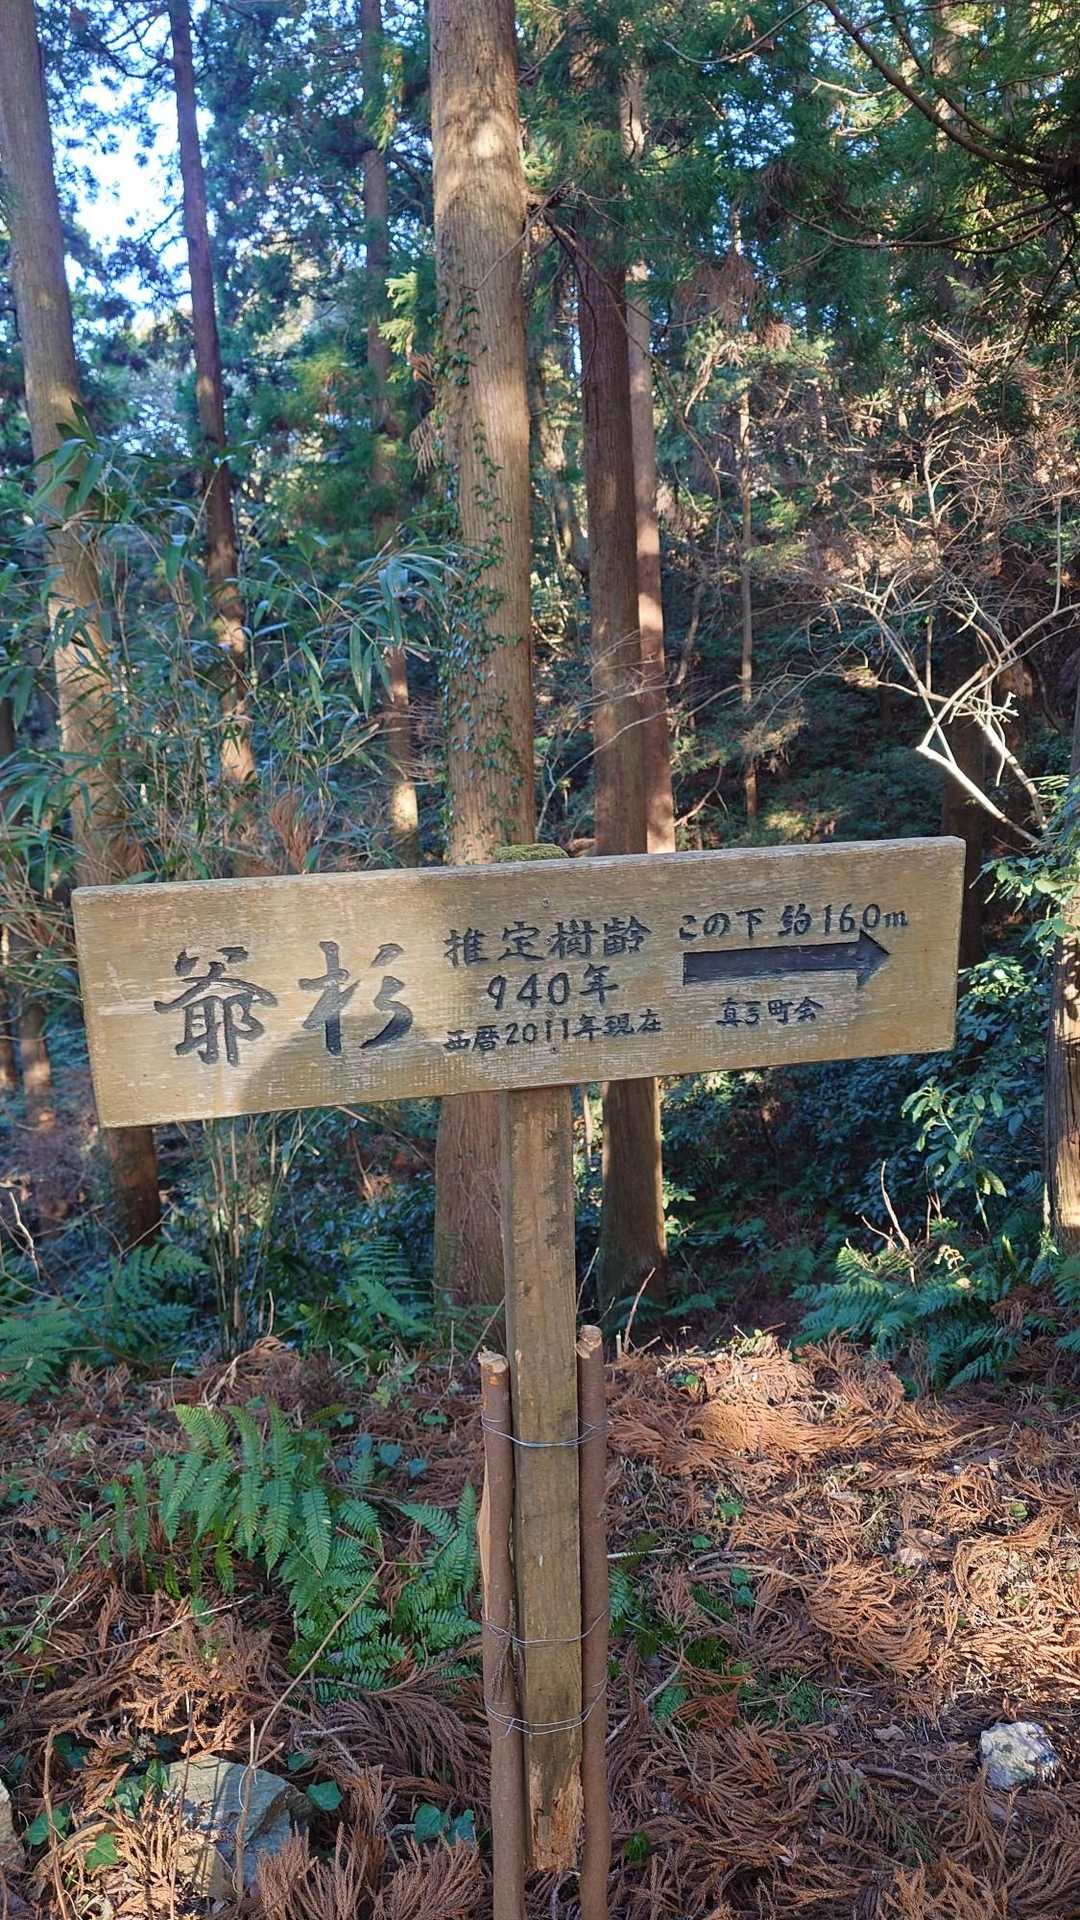 爺杉
推定樹齢
940年
西暦2011年現在
この下 約160m
真弓町会